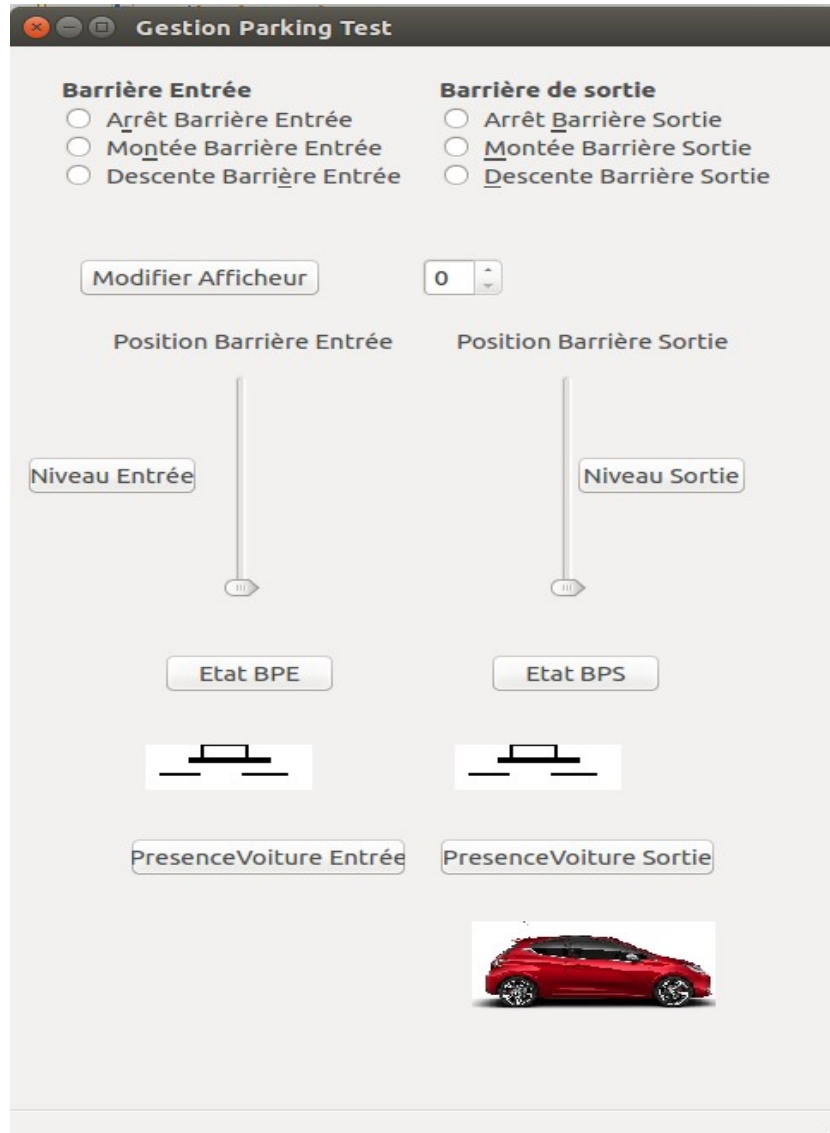 Gestion Parking Test
Barrière Entrée
Arrêt Barrière Entrée
Montée Barrière Entrée
Descente Barrière Entrée
Barrière de sortie
Arrêt Barrière Sortie
Montée Barrière Sortie
Descente Barrière Sortie
Modifier Afficheur
0
Position Barrière Entrée
Position Barrière Sortie
Niveau Entrée
Niveau Sortie
Etat BPE
Etat BPS
PresenceVoiture Entrée
PresenceVoiture Sortie